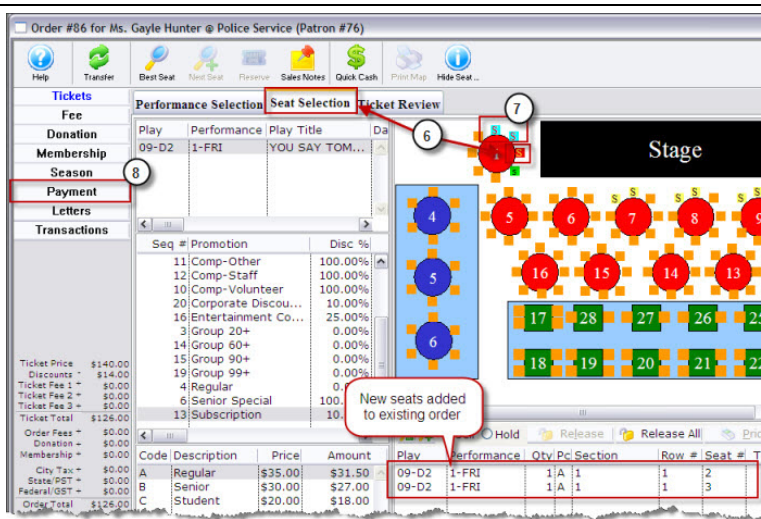 Order #86 for Ms. Gayle Hunter @ Police Service (Patron #76)
Help Transfer Best Seat Next Seat Reserve Sales Notes Quick Cash Print Map Hide Seat ...
Tickets
Fee
Donation
Membership
Season
Payment
Letters
Transactions
8
Performance Selection Seat Selection Ticket Review
6
7
Play Performance Play Title Da
09-D2 1-FRI YOU SAY TOM...
Seq # Promotion Disc %
11 Comp-Other 100.00%
12 Comp-Staff 100.00%
10 Comp-Volunteer 100.00%
20 Corporate Discou... 10.00%
16 Entertainment Co... 25.00%
3 Group 20+ 0.00%
14 Group 60+ 0.00%
15 Group 90+ 0.00%
19 Group 99+ 0.00%
4 Regular 0.
6 Senior Special 100.
13 Subscription 10.
Stage
S S
S
S
S S S S S S
4 5 6 7 8 9
5 16 15 14 13
17 28 27 26 25
6
18 19 20 21 22
New seats added
to existing order
Ticket Price $140.00
Discounts - $14.00
Ticket Fee 1 + $0.00
Ticket Fee 2 + $0.00
Ticket Fee 3 + $0.00
Ticket Total $126.00
Order Fees + $0.00
Donation + $0.00
Membership + $0.00
City Tax + $0.00
State/PST + $0.00
Federal/GST + $0.00
Order Total $126.00
Code Description Price Amount
A Regular $35.00 $31.50
B Senior $30.00 $27.00
C Student $20.00 $18.00
Hold Release Release All Pric
Play Performance Qty Pc Section Row # Seat # T
09-D2 1-FRI 1 A 1 1 2
09-D2 1-FRI 1 A 1 1 3